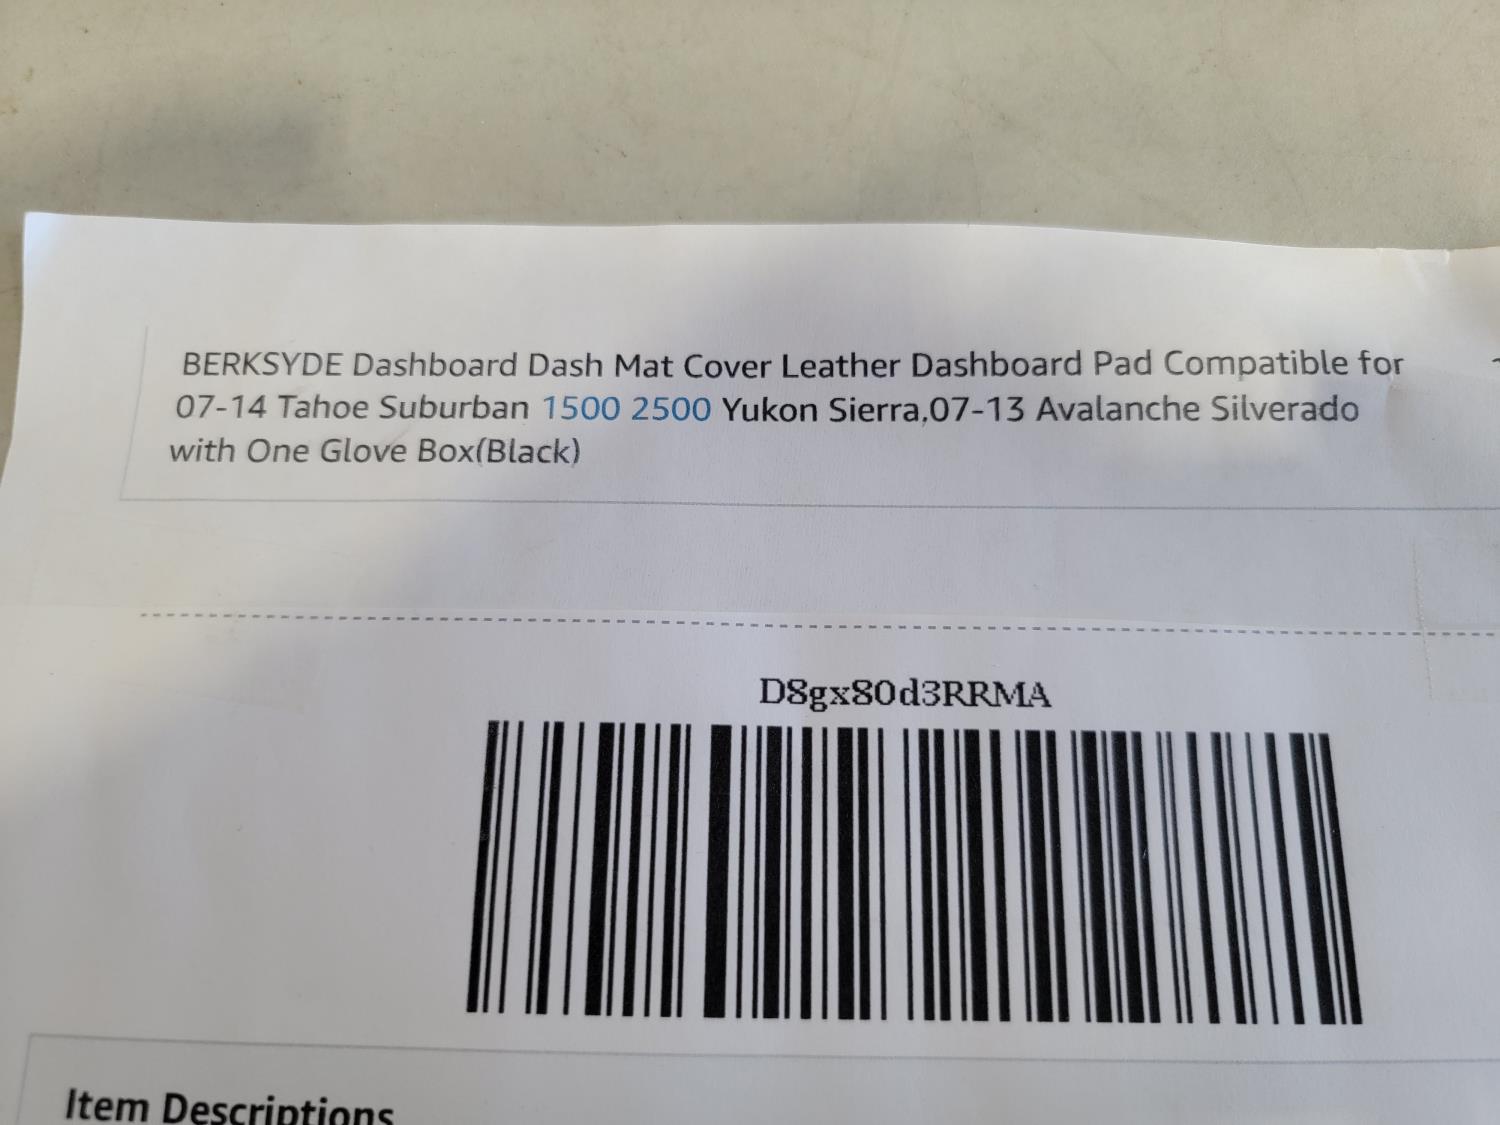 BERKSYDE Dashboard Dash Mat Cover Leather Dashboard Pad Compatible for
07-14 Tahoe Suburban 1500 2500 Yukon Sierra,07-13 Avalanche Silverado
with One Glove Box(Black)
D8gx80d3RRMA
Item Descriptions